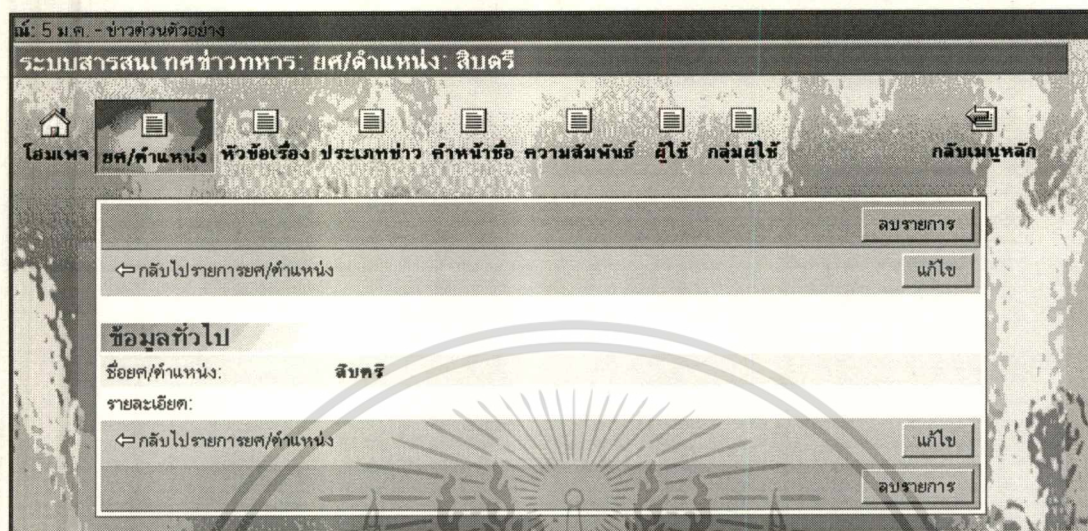 ณ์: 5 ม.ค. - ข่าวด่วนตัวอย่าง
ระบบสารสนเทศข่าวทหาร: ยศ/ตำแหน่ง: สิบตรี
โฮมเพจ ยศ/ตำแหน่ง หัวข้อเรื่อง ประเภทข่าว คำหน้าชื่อ ความสัมพันธ์ ผู้ใช้ กลุ่มผู้ใช้ กลับเมนูหลัก
ลบรายการ
กลับไปรายการยศ/ตำแหน่ง แก้ไข
ข้อมูลทั่วไป
ชื่อยศ/ตำแหน่ง: สิบตรี
รายละเอียด:
กลับไปรายการยศ/ตำแหน่ง แก้ไข
ลบรายการ